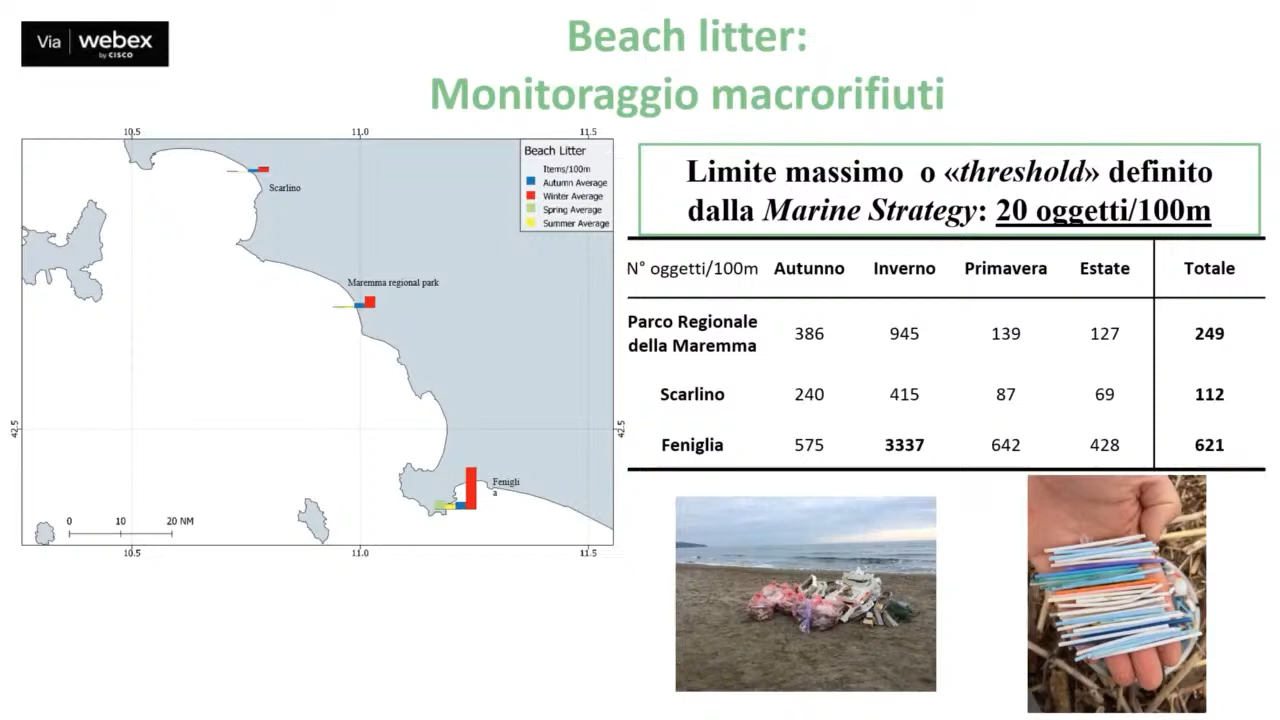 Via webex
by CISCO
Beach litter:
Monitoraggio macrorifiuti
10.5 11.0 11.5
Beach Litter
Items/100m
Autumn Average
Winter Average
Spring Average
Summer Average
Scarlino
Maremma regional park
42.5 42.5
Fenigli
a
0 10 20 NM
10.5 11.0 11.5
Limite massimo o «threshold» definito
dalla Marine Strategy: 20 oggetti/100m
N° oggetti/100m Autunno Inverno Primavera Estate Totale
Parco Regionale
della Maremma 386 945 139 127 249
Scarlino 240 415 87 69 112
Feniglia 575 3337 642 428 621